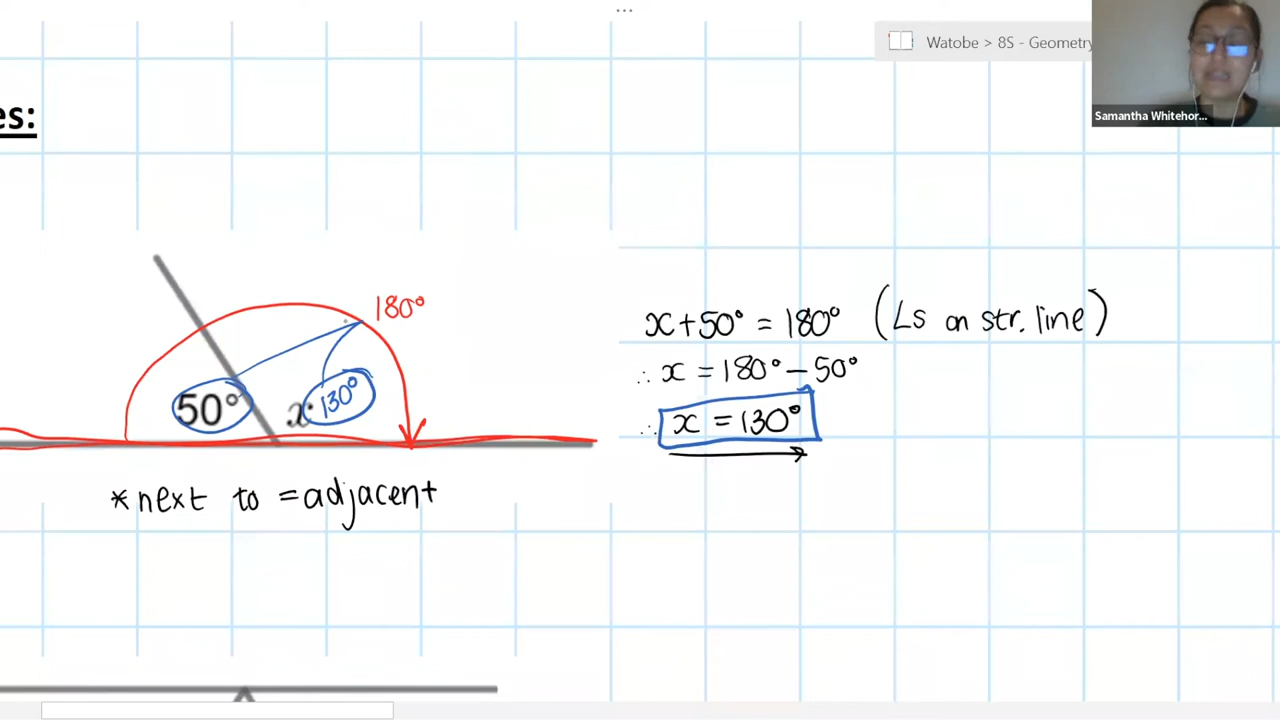 ...
Watobe > 8S - Geometry
Samantha Whitehor...
es:
180°
50°
x 130°
x+50° = 180° (∠s on str. line)
∴ x = 180° – 50°
∴ x = 130°
*next to = adjacent